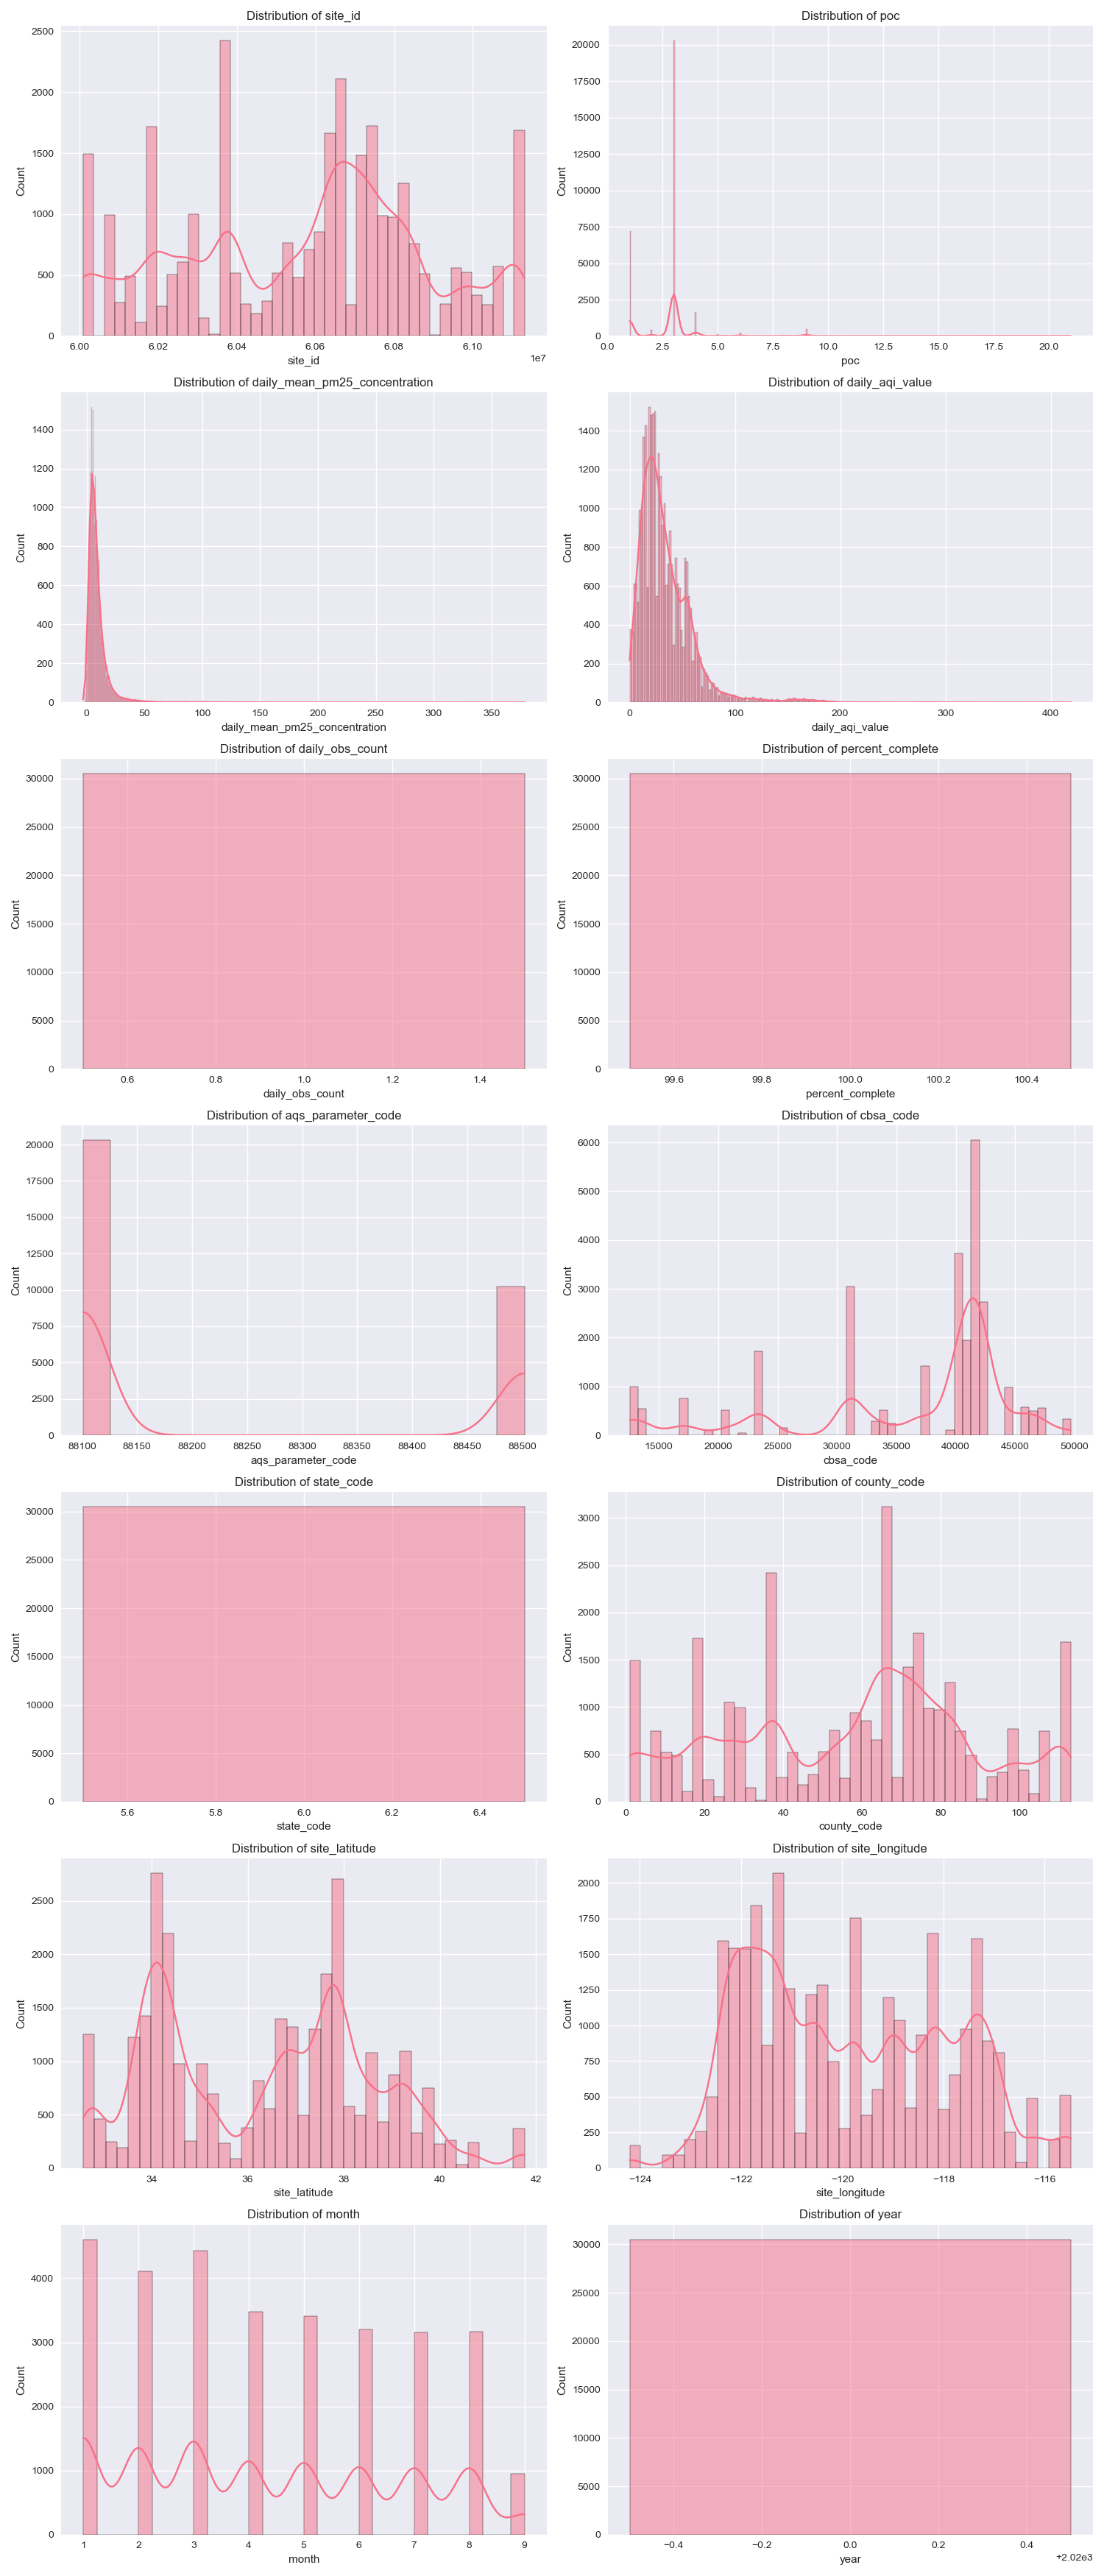 Distribution of site_id
2500
2000
1500
1000
500
0
Count
6.00 6.02 6.04 6.06 6.08 6.10
1e7
site_id
Distribution of poc
20000
17500
15000
12500
10000
7500
5000
2500
0
Count
0.0 2.5 5.0 7.5 10.0 12.5 15.0 17.5 20.0
poc
Distribution of daily_mean_pm25_concentration
1400
1200
1000
800
600
400
200
0
Count
0 50 100 150 200 250 300 350
daily_mean_pm25_concentration
Distribution of daily_aqi_value
1400
1200
1000
800
600
400
200
0
Count
0 100 200 300 400
daily_aqi_value
Distribution of daily_obs_count
30000
25000
20000
15000
10000
5000
0
Count
0.6 0.8 1.0 1.2 1.4
daily_obs_count
Distribution of percent_complete
30000
25000
20000
15000
10000
5000
0
Count
99.6 99.8 100.0 100.2 100.4
percent_complete
Distribution of aqs_parameter_code
20000
17500
15000
12500
10000
7500
5000
2500
0
Count
88100 88150 88200 88250 88300 88350 88400 88450 88500
aqs_parameter_code
Distribution of cbsa_code
6000
5000
4000
3000
2000
1000
0
Count
15000 20000 25000 30000 35000 40000 45000 50000
cbsa_code
Distribution of state_code
30000
25000
20000
15000
10000
5000
0
Count
5.6 5.8 6.0 6.2 6.4
state_code
Distribution of county_code
3000
2500
2000
1500
1000
500
0
Count
0 20 40 60 80 100
county_code
Distribution of site_latitude
2500
2000
1500
1000
500
0
Count
34 36 38 40 42
site_latitude
Distribution of site_longitude
2000
1750
1500
1250
1000
750
500
250
0
Count
−124 −122 −120 −118 −116
site_longitude
Distribution of month
4000
3000
2000
1000
0
Count
1 2 3 4 5 6 7 8 9
month
Distribution of year
30000
25000
20000
15000
10000
5000
0
Count
−0.4 −0.2 0.0 0.2 0.4
+2.02e3
year